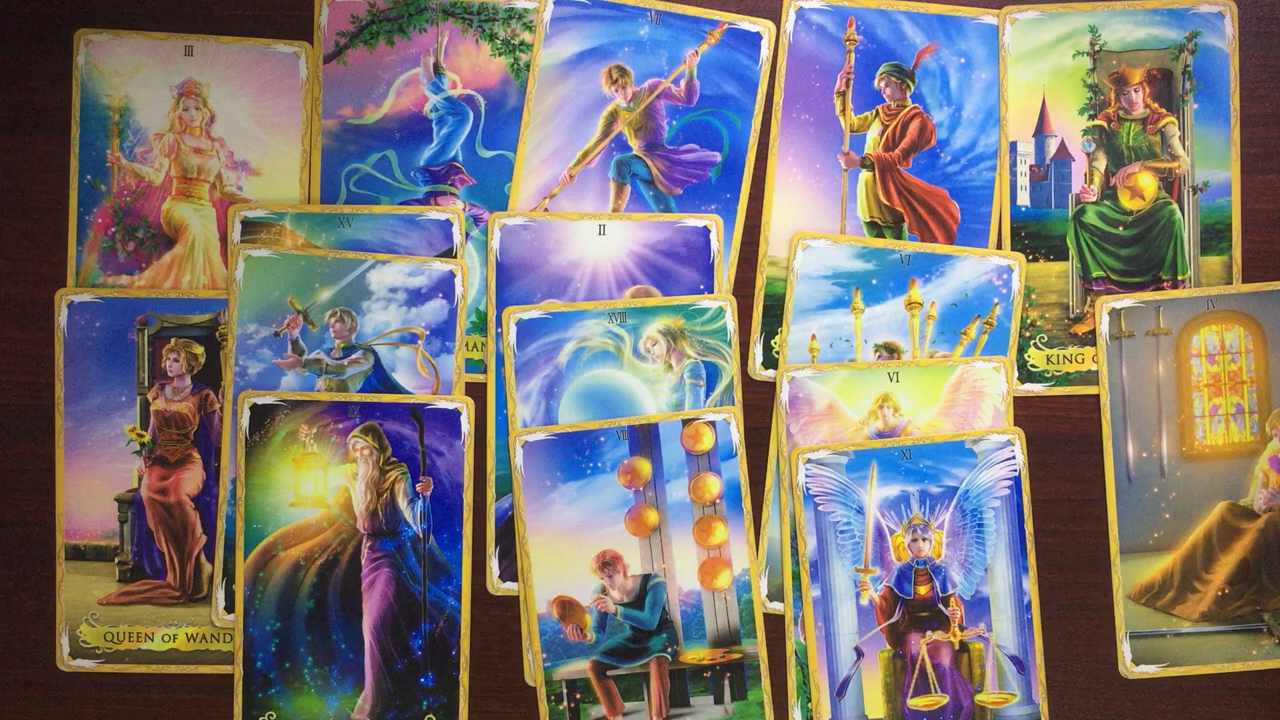 III
VII
XV
II
VI
IV
MAN
KING O
XVIII
VI
IX
VIII
XI
QUEEN OF WAND